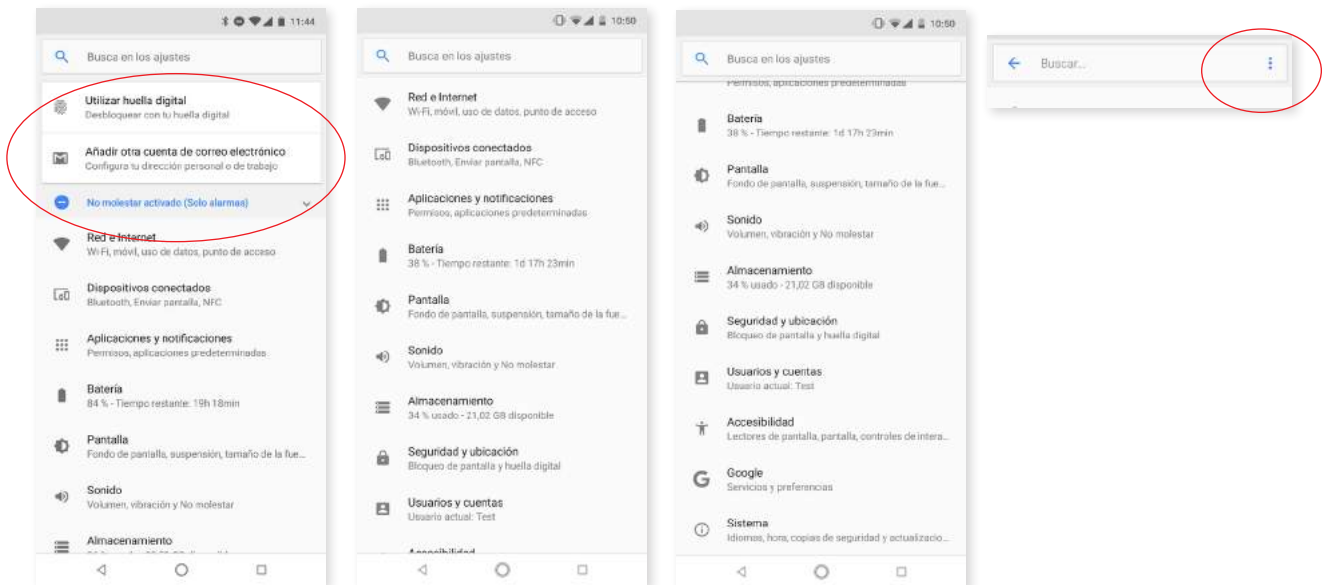 11:44
Busca en los ajustes
Utilizar huella digital
Desbloquear con tu huella digital
Añadir otra cuenta de correo electrónico
Configura tu dirección personal o de trabajo
No molestar activado (Solo alarmas)
Red e Internet
Wi-Fi, móvil, uso de datos, punto de acceso
Dispositivos conectados
Bluetooth, Enviar pantalla, NFC
Aplicaciones y notificaciones
Permisos, aplicaciones predeterminadas
Batería
84 % - Tiempo restante: 19h 18min
Pantalla
Fondo de pantalla, suspensión, tamaño de la fue...
Sonido
Volumen, vibración y No molestar
Almacenamiento
10:50
Busca en los ajustes
Red e Internet
Wi-Fi, móvil, uso de datos, punto de acceso
Dispositivos conectados
Bluetooth, Enviar pantalla, NFC
Aplicaciones y notificaciones
Permisos, aplicaciones predeterminadas
Batería
38 % - Tiempo restante: 1d 17h 23min
Pantalla
Fondo de pantalla, suspensión, tamaño de la fue...
Sonido
Volumen, vibración y No molestar
Almacenamiento
34 % usado - 21,02 GB disponible
Seguridad y ubicación
Bloqueo de pantalla y huella digital
Usuarios y cuentas
Usuario actual: Test
Accesibilidad
10:50
Busca en los ajustes
Permisos, aplicaciones predeterminadas
Batería
38 % - Tiempo restante: 1d 17h 23min
Pantalla
Fondo de pantalla, suspensión, tamaño de la fue...
Sonido
Volumen, vibración y No molestar
Almacenamiento
34 % usado - 21,02 GB disponible
Seguridad y ubicación
Bloqueo de pantalla y huella digital
Usuarios y cuentas
Usuario actual: Test
Accesibilidad
Lectores de pantalla, pantalla, controles de intera...
Google
Servicios y preferencias
Sistema
Idiomas, hora, copias de seguridad y actualizacio...
Buscar...